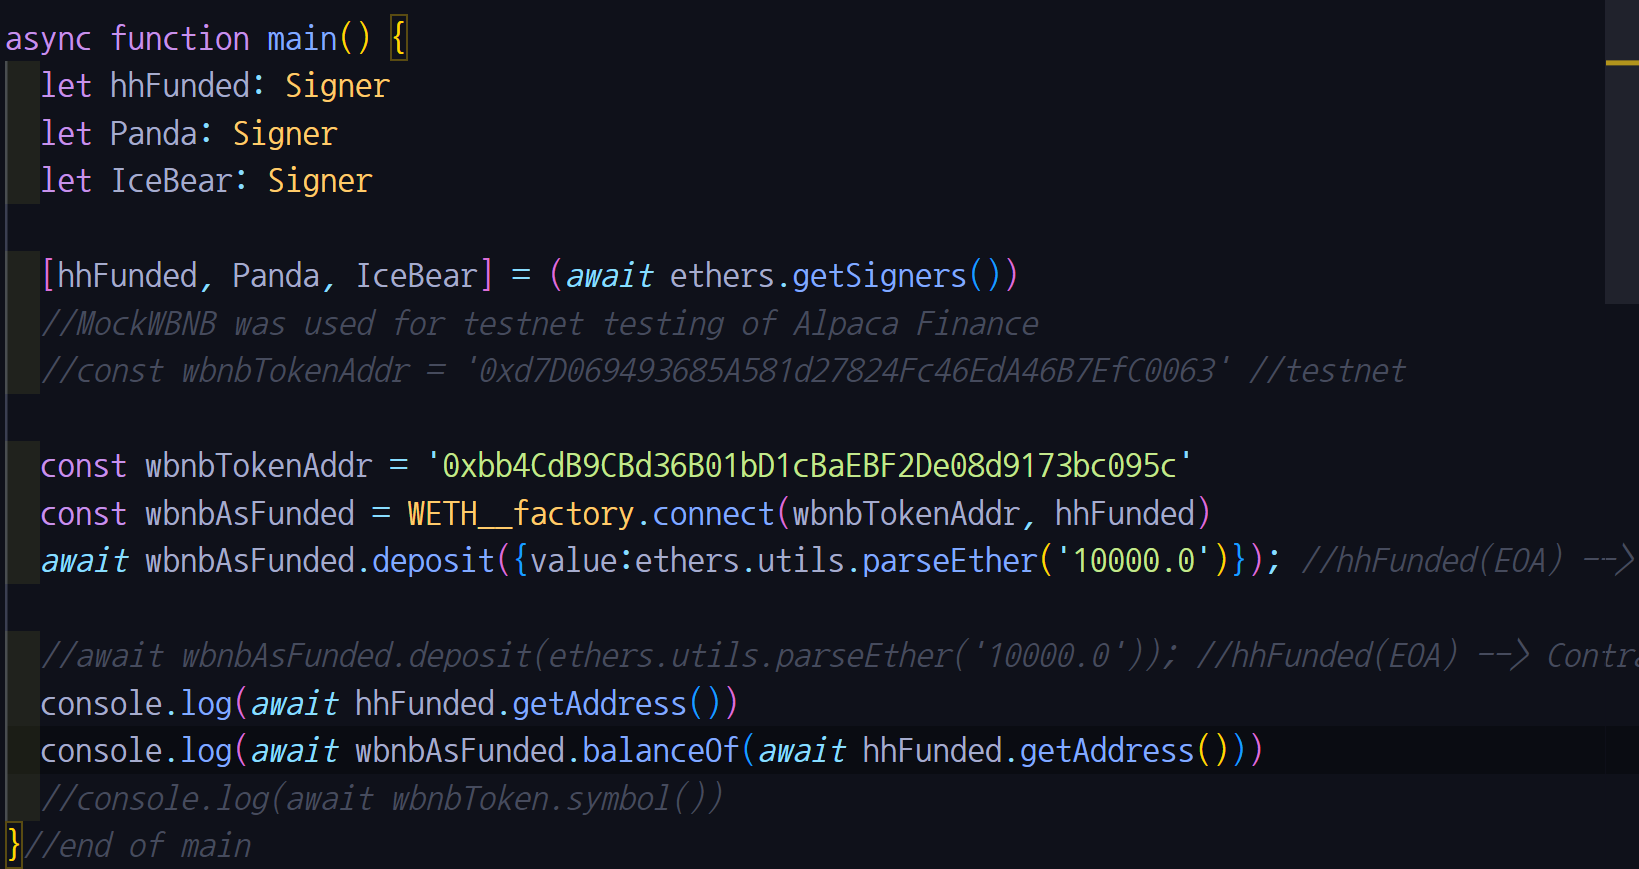 async function main() {
let hhFunded: Signer
let Panda: Signer
let IceBear: Signer
[hhFunded, Panda, IceBear] = (await ethers.getSigners())
//MockWBNB was used for testnet testing of Alpaca Finance
//const wbnbTokenAddr = '0xd7D069493685A581d27824Fc46EdA46B7EfC0063' //testnet
const wbnbTokenAddr = '0xbb4CdB9CBd36B01bD1cBaEBF2De08d9173bc095c'
const wbnbAsFunded = WETH__factory.connect(wbnbTokenAddr, hhFunded)
await wbnbAsFunded.deposit({value:ethers.utils.parseEther('10000.0')}); //hhFunded(EOA) -->
//await wbnbAsFunded.deposit(ethers.utils.parseEther('10000.0')); //hhFunded(EOA) --> Contra
console.log(await hhFunded.getAddress())
console.log(await wbnbAsFunded.balanceOf(await hhFunded.getAddress()))
//console.log(await wbnbToken.symbol())
}//end of main